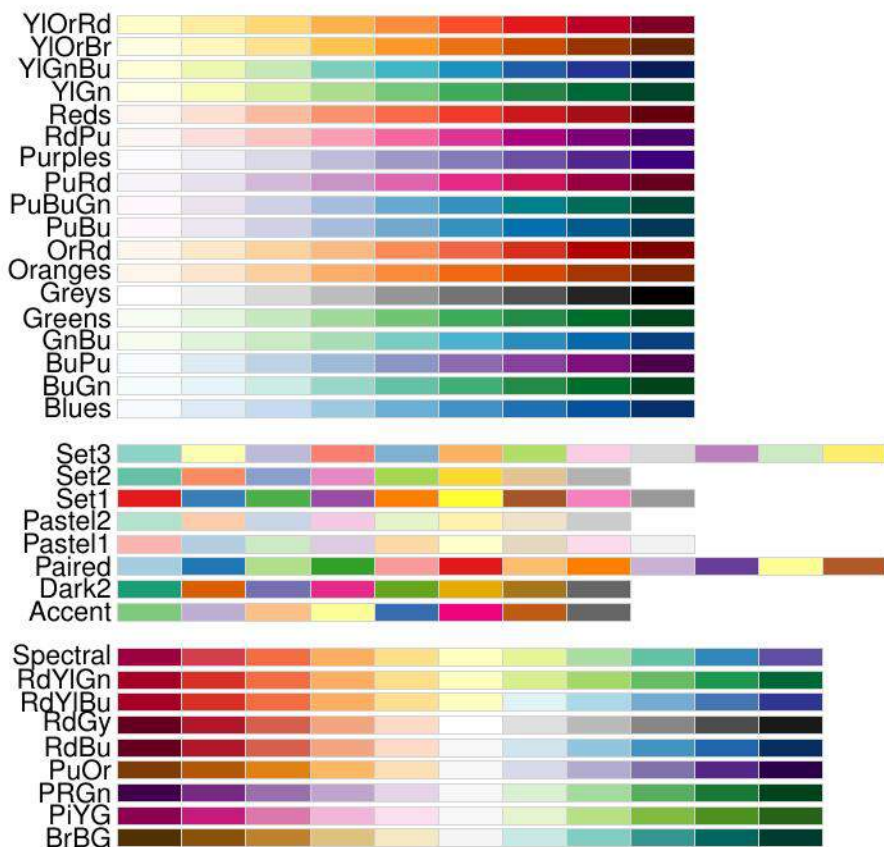 YlOrRd
YlOrBr
YlGnBu
YlGn
Reds
RdPu
Purples
PuRd
PuBuGn
PuBu
OrRd
Oranges
Greys
Greens
GnBu
BuPu
BuGn
Blues
Set3
Set2
Set1
Pastel2
Pastel1
Paired
Dark2
Accent
Spectral
RdYlGn
RdYlBu
RdGy
RdBu
PuOr
PRGn
PiYG
BrBG